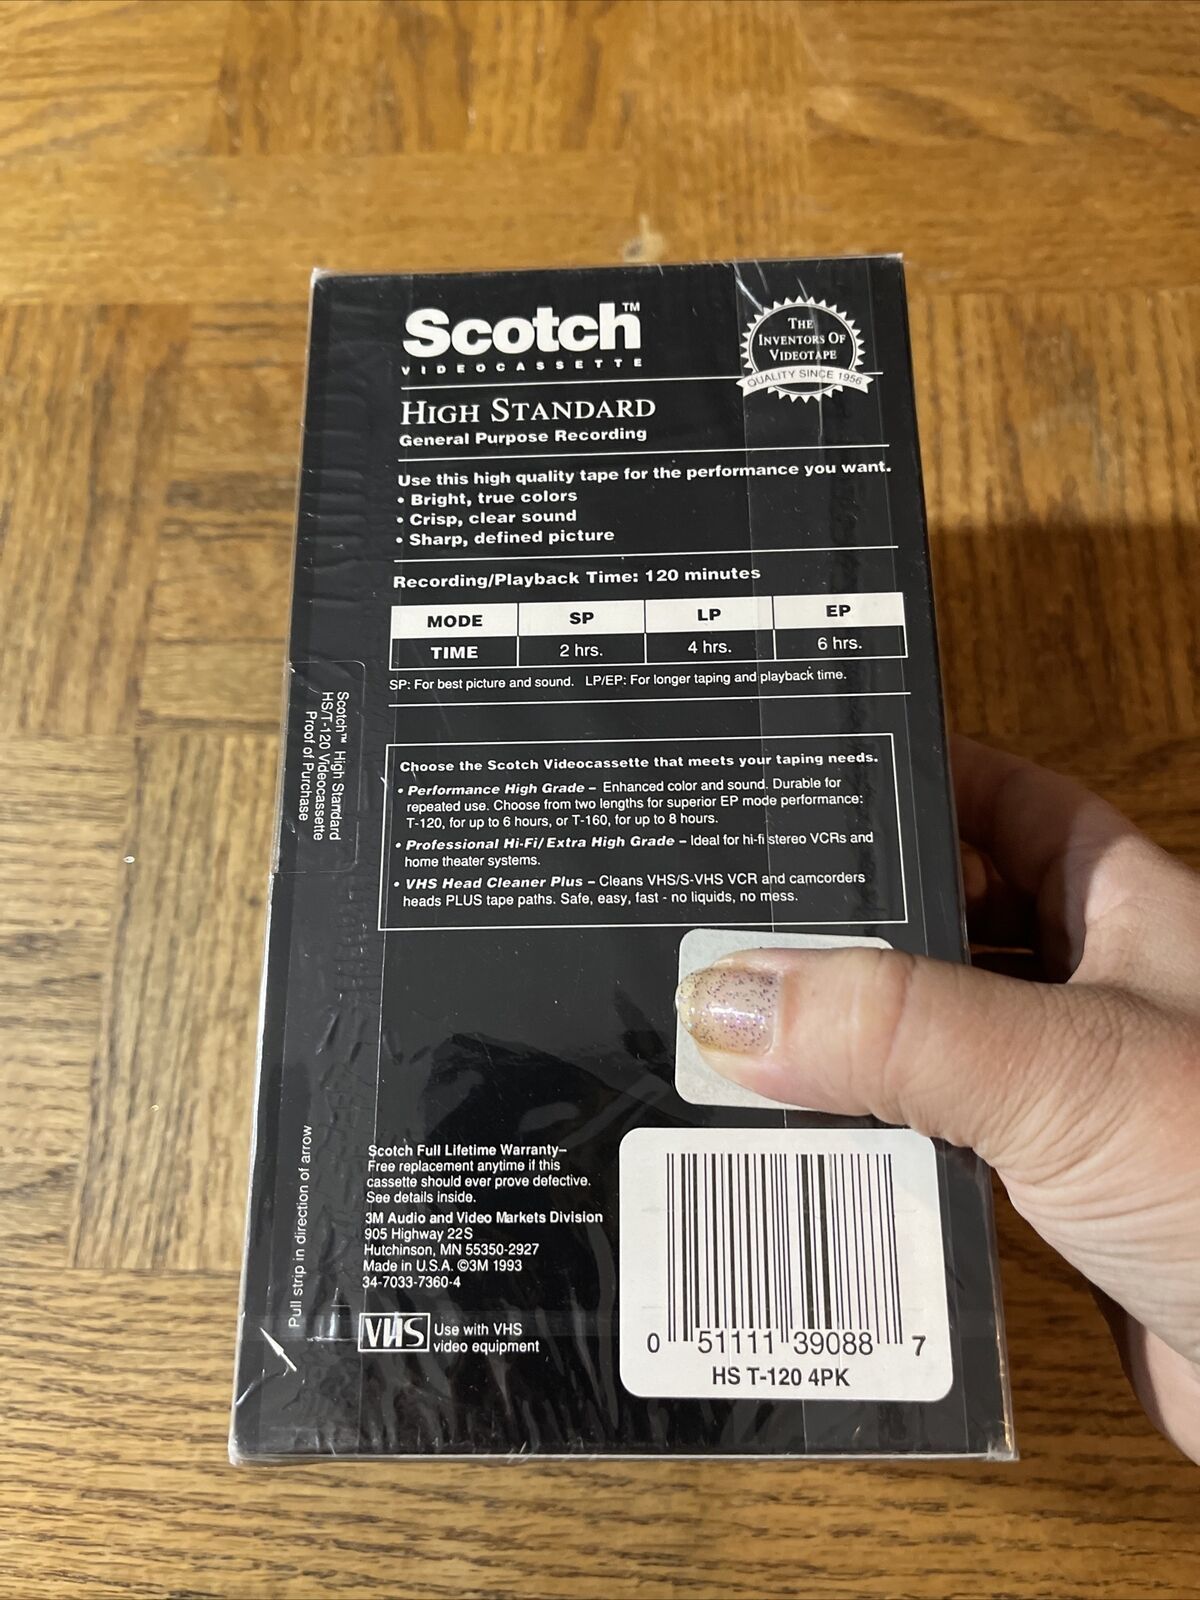 Scotch™
VIDEOCASSETTE
THE
INVENTORS OF
VIDEOTAPE
QUALITY SINCE 1956
HIGH STANDARD
General Purpose Recording
Use this high quality tape for the performance you want.
• Bright, true colors
• Crisp, clear sound
• Sharp, defined picture
Recording/Playback Time: 120 minutes
MODE SP LP EP
TIME 2 hrs. 4 hrs. 6 hrs.
SP: For best picture and sound. LP/EP: For longer taping and playback time.
Scotch™ High Standard
HS/T-120 Videocassette
Proof of Purchase
Choose the Scotch Videocassette that meets your taping needs.
• Performance High Grade – Enhanced color and sound. Durable for
repeated use. Choose from two lengths for superior EP mode performance:
T-120, for up to 6 hours, or T-160, for up to 8 hours.
• Professional Hi-Fi/Extra High Grade – Ideal for hi-fi stereo VCRs and
home theater systems.
• VHS Head Cleaner Plus – Cleans VHS/S-VHS VCR and camcorders
heads PLUS tape paths. Safe, easy, fast - no liquids, no mess.
Pull strip in direction of arrow
Scotch Full Lifetime Warranty–
Free replacement anytime if this
cassette should ever prove defective.
See details inside.
3M Audio and Video Markets Division
905 Highway 22S
Hutchinson, MN 55350-2927
Made in U.S.A. ©3M 1993
34-7033-7360-4
VHS
Use with VHS
video equipment
0 51111 39088 7
HS T-120 4PK